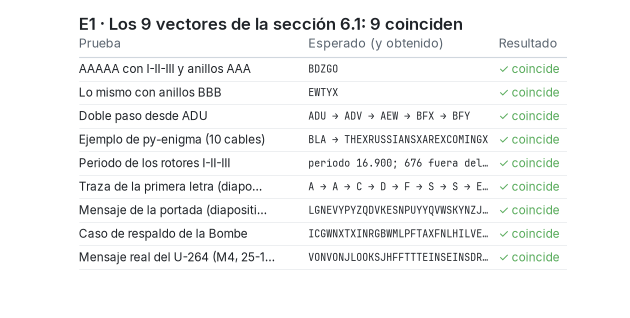 E1 · Los 9 vectores de la sección 6.1: 9 coinciden
Prueba Esperado (y obtenido) Resultado
AAAAA con I-II-III y anillos AAA BDZGO ✓ coincide
Lo mismo con anillos BBB EWTYX ✓ coincide
Doble paso desde ADU ADU → ADV → AEW → BFX → BFY ✓ coincide
Ejemplo de py-enigma (10 cables) BLA → THEXRUSSIANSXAREXCOMINGX ✓ coincide
Periodo de los rotores I-II-III periodo 16.900; 676 fuera del… ✓ coincide
Traza de la primera letra (diapo… A → A → C → D → F → S → S → E… ✓ coincide
Mensaje de la portada (diapositi… LGNEVYPYZQDVKESNPUYYQVWSKYNZJ… ✓ coincide
Caso de respaldo de la Bombe ICGWNXTXINRGBWMLPFTAXFNLHILVE… ✓ coincide
Mensaje real del U-264 (M4, 25-1… VONVONJLOOKSJHFFTTTEINSEINSDR… ✓ coincide